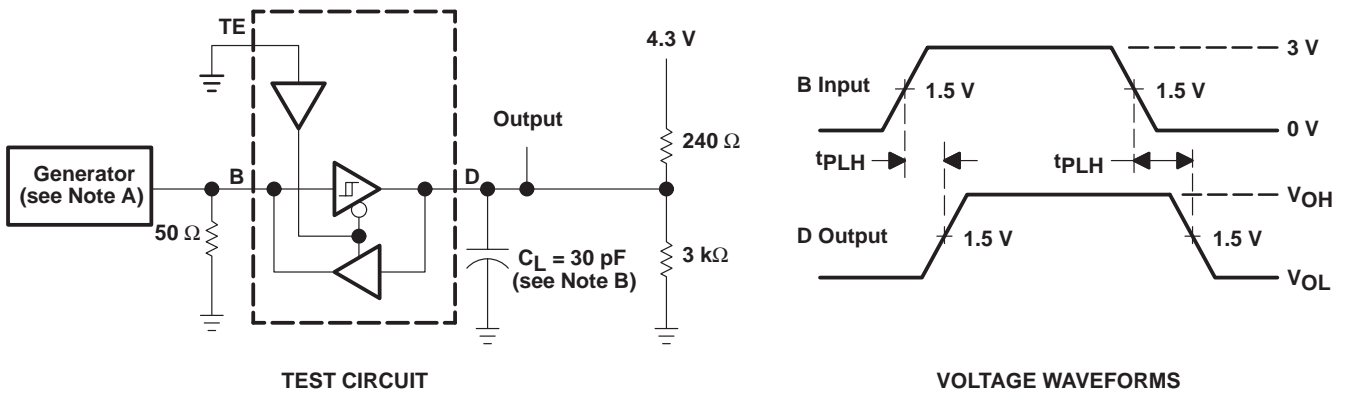 TE
4.3 V
Output
240 Ω
Generator
(see Note A)
B
D
50 Ω
CL = 30 pF
(see Note B)
3 kΩ
TEST CIRCUIT
3 V
B Input
1.5 V
1.5 V
0 V
tPLH
tPLH
VOH
D Output
1.5 V
1.5 V
VOL
VOLTAGE WAVEFORMS